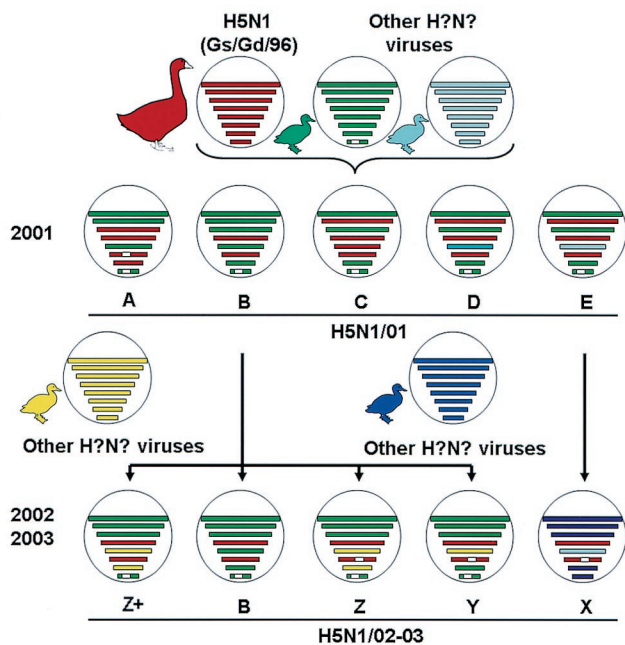 H5N1
(Gs/Gd/96)
Other H?N?
viruses
2001
A B C D E
H5N1/01
Other H?N? viruses
Other H?N? viruses
2002
2003
Z+ B Z Y X
H5N1/02-03